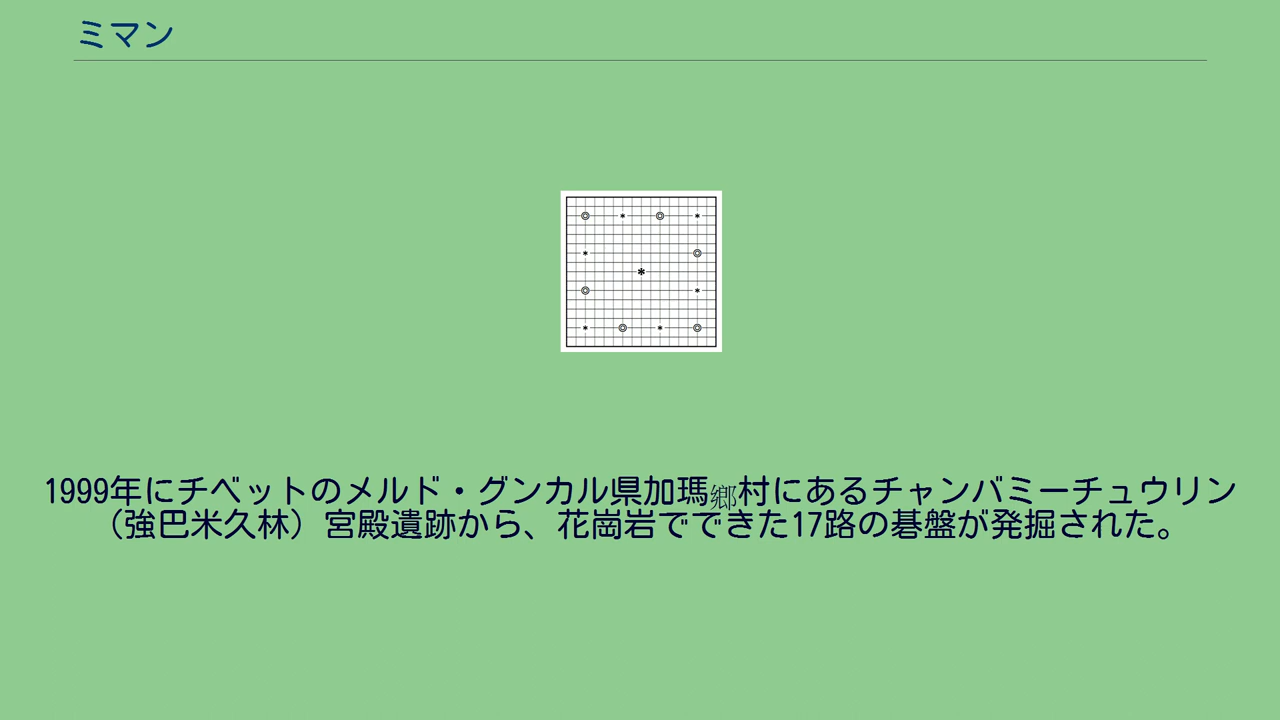 ミマン
1999年にチベットのメルド・グンカル県加瑪鄉村にあるチャンバミーチュウリン
（強巴米久林）宮殿遺跡から、花崗岩でできた17路の碁盤が発掘された。